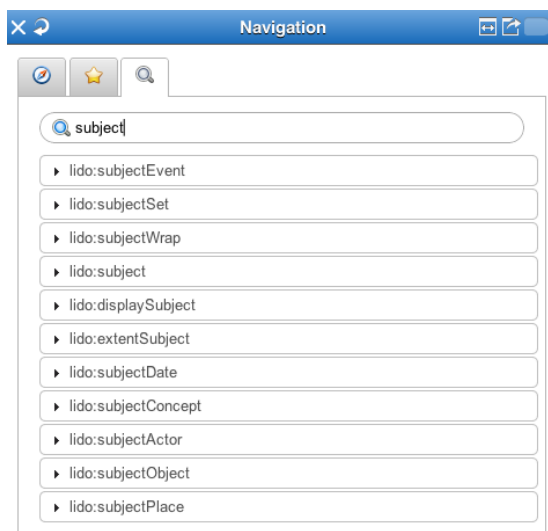 Navigation
subject
lido:subjectEvent
lido:subjectSet
lido:subjectWrap
lido:subject
lido:displaySubject
lido:extentSubject
lido:subjectDate
lido:subjectConcept
lido:subjectActor
lido:subjectObject
lido:subjectPlace